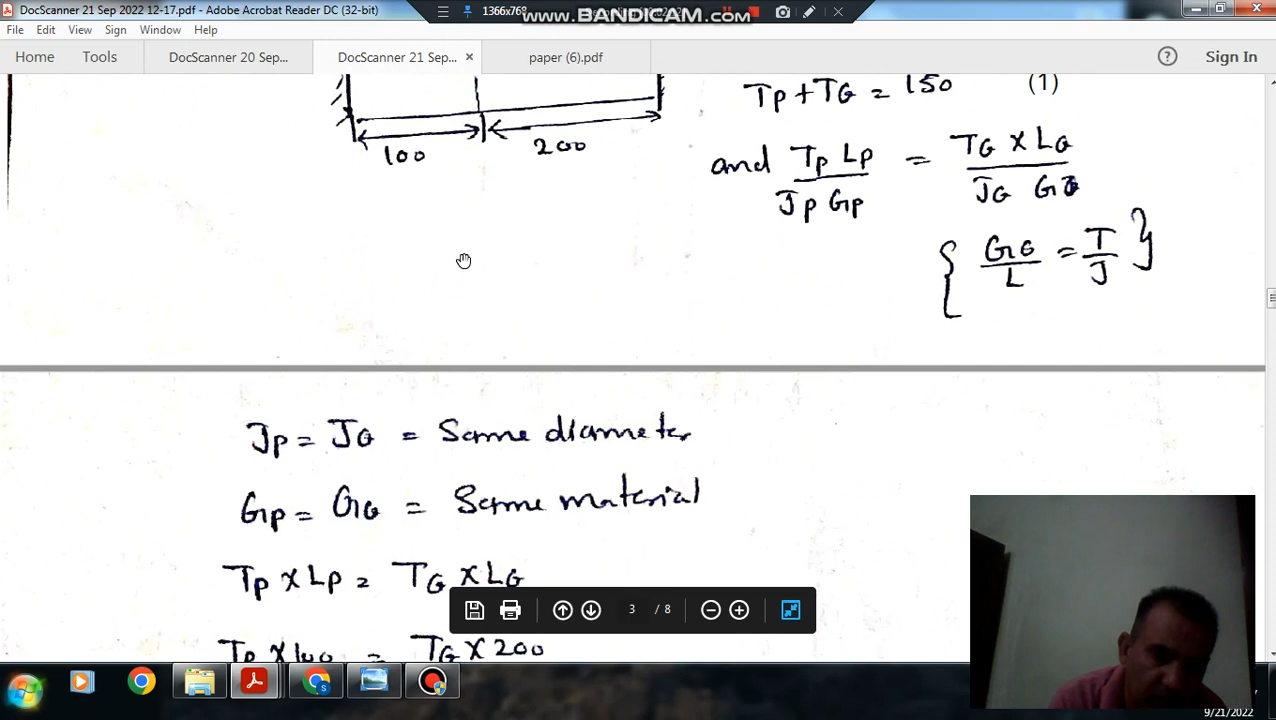 DocScanner 21 Sep 2022 12-17.pdf - Adobe Acrobat Reader DC (32-bit)
1366x768
www.BANDICAM.com
File Edit View Sign Window Help
Home Tools DocScanner 20 Sep... DocScanner 21 Sep... × paper (6).pdf Sign In
TP + TG = 150 (1)
100 200
and TP LP / JP GP = TG × LG / JG GG
{ Gθ / L = T / J }
JP = JG = Same diameter
GP = GG = Same material
TP × LP = TG × LG
3 / 8
TP × 100 = TG × 200
9/21/2022